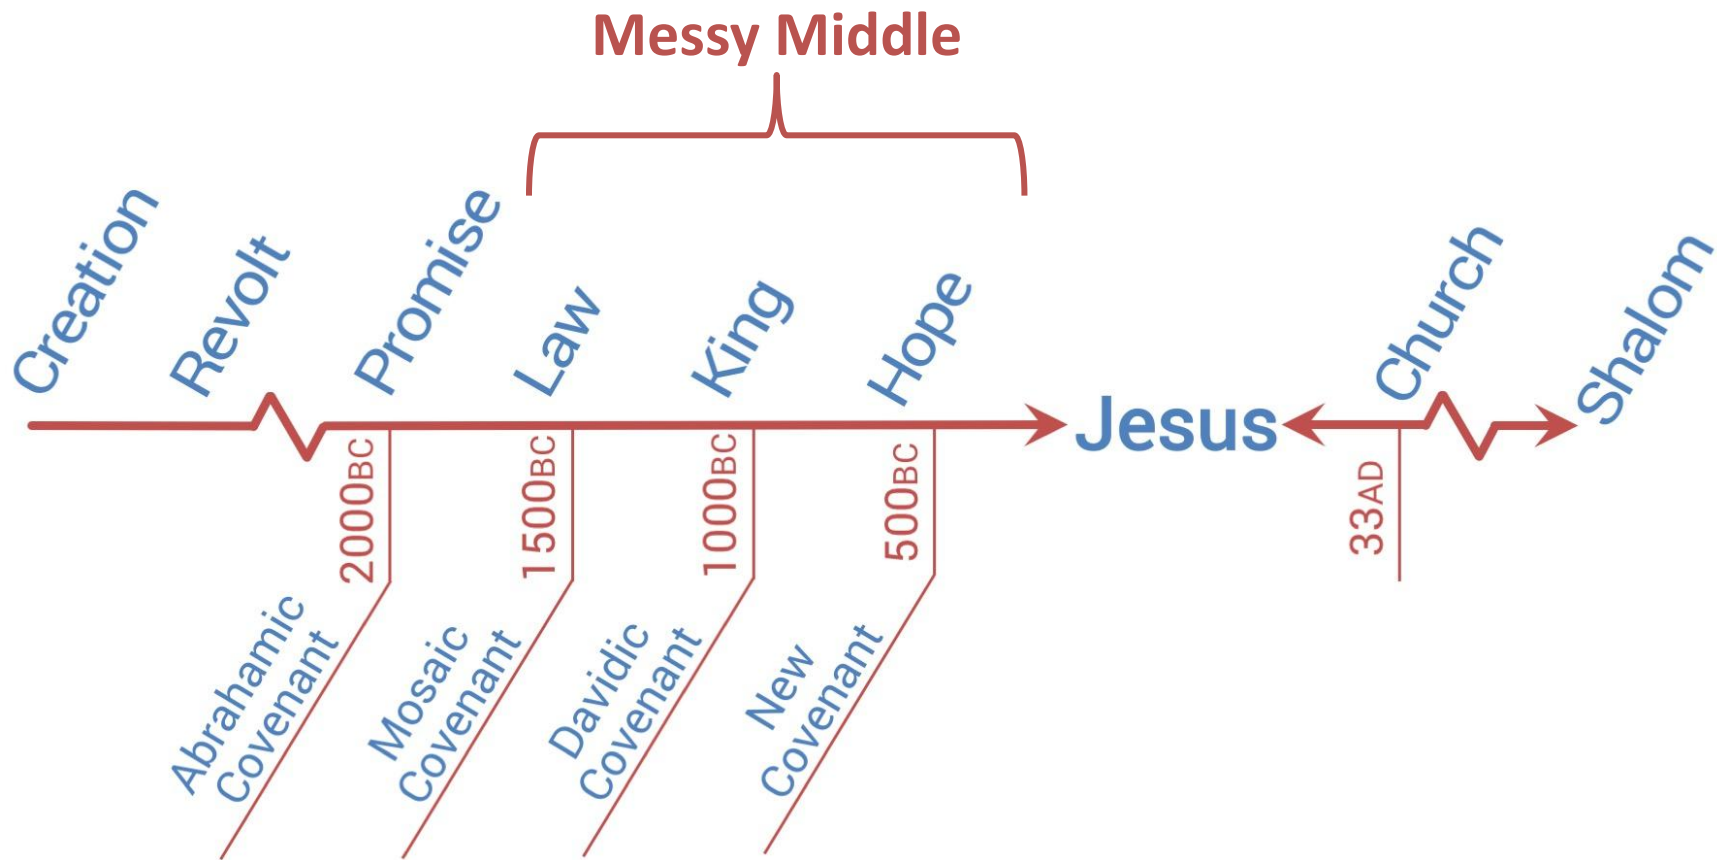 Messy Middle
Creation
Revolt
Promise
Law
King
Hope
Jesus
Church
Shalom
2000BC
1500BC
1000BC
500BC
33AD
Abrahamic
Covenant
Mosaic
Covenant
Davidic
Covenant
New
Covenant